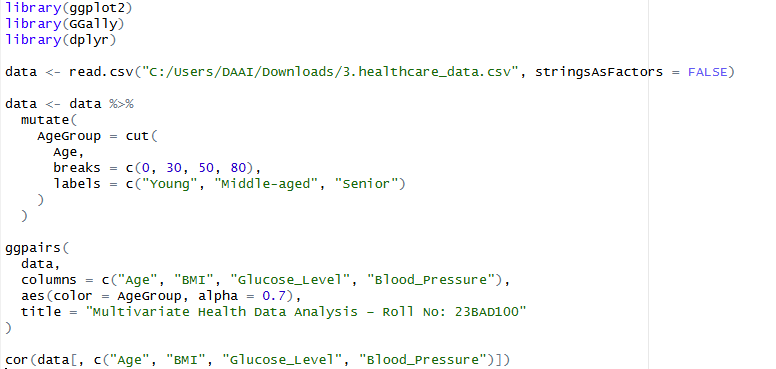 library(ggplot2)
library(GGally)
library(dplyr)

data <- read.csv("C:/Users/DAAI/Downloads/3.healthcare_data.csv", stringsAsFactors = FALSE)

data <- data %>%
  mutate(
    AgeGroup = cut(
      Age,
      breaks = c(0, 30, 50, 80),
      labels = c("Young", "Middle-aged", "Senior")
    )
  )

ggpairs(
  data,
  columns = c("Age", "BMI", "Glucose_Level", "Blood_Pressure"),
  aes(color = AgeGroup, alpha = 0.7),
  title = "Multivariate Health Data Analysis – Roll No: 23BAD100"
)

cor(data[, c("Age", "BMI", "Glucose_Level", "Blood_Pressure")])